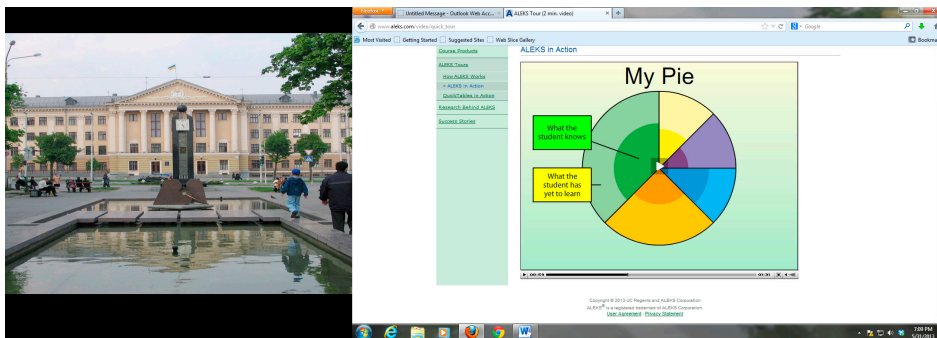 Firefox
Untitled Message - Outlook Web Acc...
ALEKS Tour (2 min. video)
www.aleks.com/video/quick_tour
Google
Most Visited
Getting Started
Suggested Sites
Web Slice Gallery
Bookma
Course Products
ALEKS Tours
How ALEKS Works
> ALEKS in Action
QuickTables in Action
Research Behind ALEKS
Success Stories
ALEKS in Action
My Pie
What the
student knows
What the
student has
yet to learn
Copyright © 2013 UC Regents and ALEKS Corporation
ALEKS® is a registered trademark of ALEKS Corporation.
User Agreement Privacy Statement
7:09 PM
5/31/2013